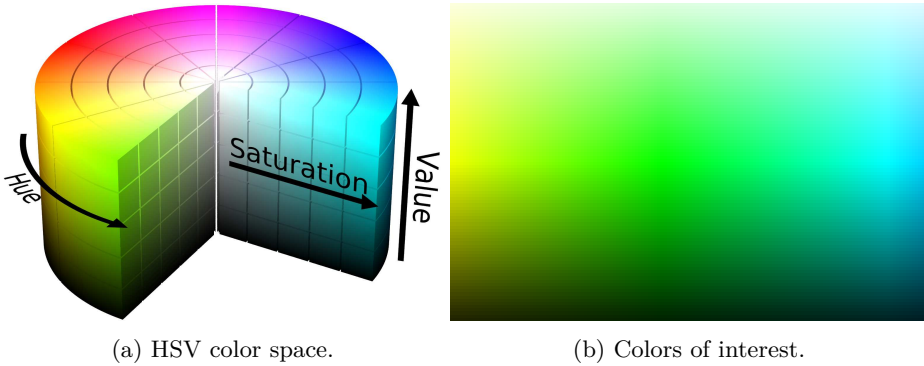 Hue
Saturation
Value
(a) HSV color space.
(b) Colors of interest.